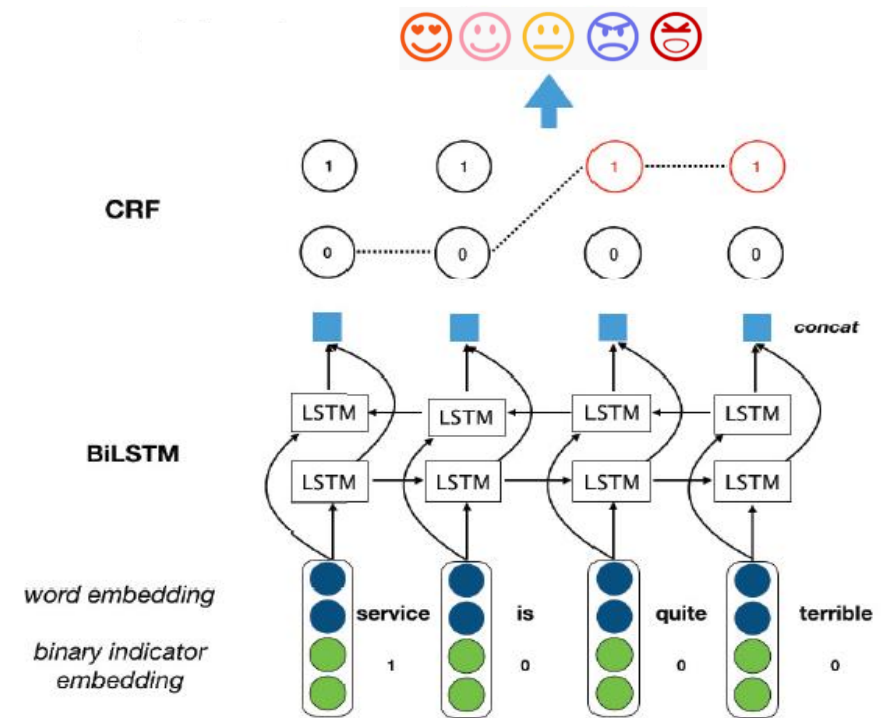 1 1 1 1
CRF
0 0 0 0
concat
LSTM LSTM LSTM LSTM
BiLSTM
LSTM LSTM LSTM LSTM
word embedding
service is quite terrible
binary indicator
embedding
1 0 0 0